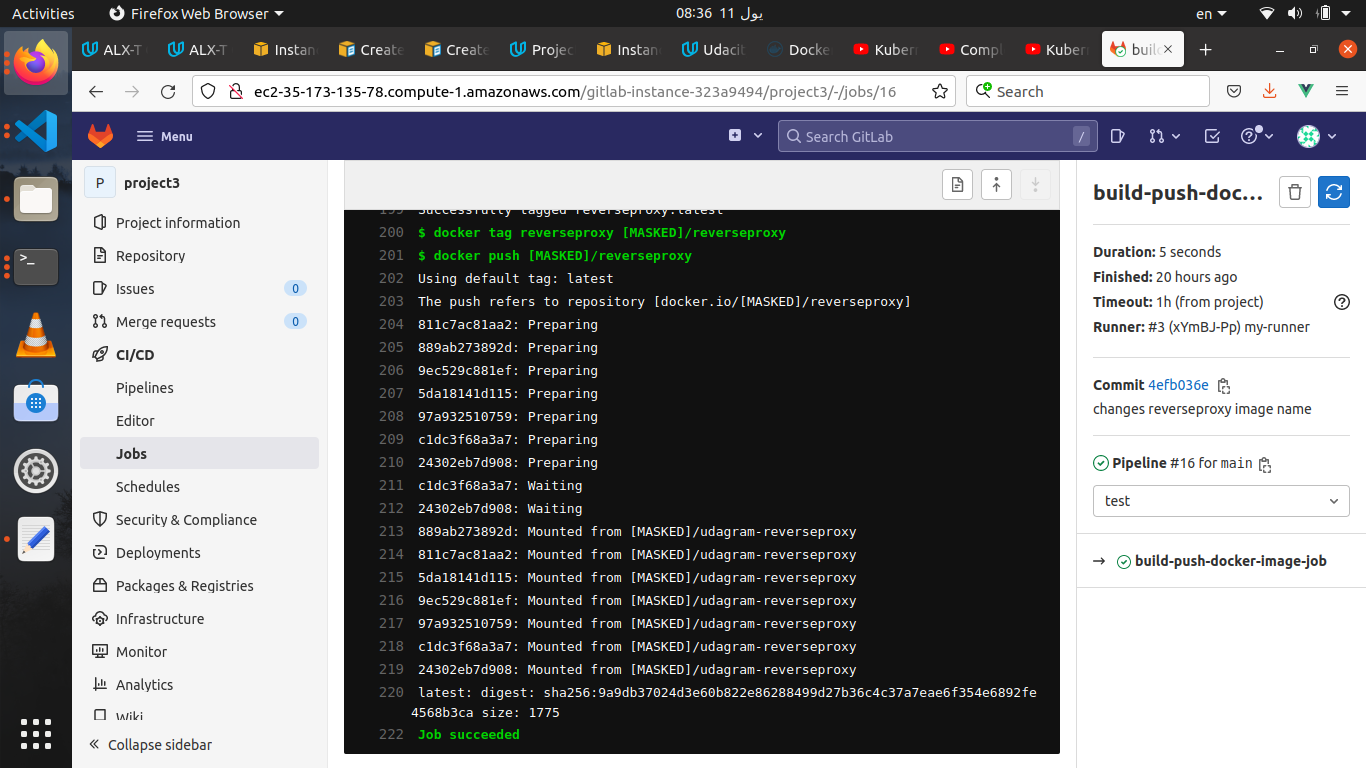 Activities
Firefox Web Browser
08:36 11 يول
en
ALX-T
ALX-T
Instan
Create
Create
Projec
Instan
Udacit
Docke
Kubern
Compl
Kubern
build
ec2-35-173-135-78.compute-1.amazonaws.com/gitlab-instance-323a9494/project3/-/jobs/16
Search
Menu
Search GitLab
/
P project3
Project information
Repository
Issues 0
Merge requests 0
CI/CD
Pipelines
Editor
Jobs
Schedules
Security & Compliance
Deployments
Packages & Registries
Infrastructure
Monitor
Analytics
Wiki
Collapse sidebar
199 Successfully tagged reverseproxy:latest
200 $ docker tag reverseproxy [MASKED]/reverseproxy
201 $ docker push [MASKED]/reverseproxy
202 Using default tag: latest
203 The push refers to repository [docker.io/[MASKED]/reverseproxy]
204 811c7ac81aa2: Preparing
205 889ab273892d: Preparing
206 9ec529c881ef: Preparing
207 5da18141d115: Preparing
208 97a932510759: Preparing
209 c1dc3f68a3a7: Preparing
210 24302eb7d908: Preparing
211 c1dc3f68a3a7: Waiting
212 24302eb7d908: Waiting
213 889ab273892d: Mounted from [MASKED]/udagram-reverseproxy
214 811c7ac81aa2: Mounted from [MASKED]/udagram-reverseproxy
215 5da18141d115: Mounted from [MASKED]/udagram-reverseproxy
216 9ec529c881ef: Mounted from [MASKED]/udagram-reverseproxy
217 97a932510759: Mounted from [MASKED]/udagram-reverseproxy
218 c1dc3f68a3a7: Mounted from [MASKED]/udagram-reverseproxy
219 24302eb7d908: Mounted from [MASKED]/udagram-reverseproxy
220 latest: digest: sha256:9a9db37024d3e60b822e86288499d27b36c4c37a7eae6f354e6892fe
4568b3ca size: 1775
222 Job succeeded
build-push-doc...
Duration: 5 seconds
Finished: 20 hours ago
Timeout: 1h (from project)
Runner: #3 (xYmBJ-Pp) my-runner
Commit 4efb036e
changes reverseproxy image name
Pipeline #16 for main
test
→ build-push-docker-image-job